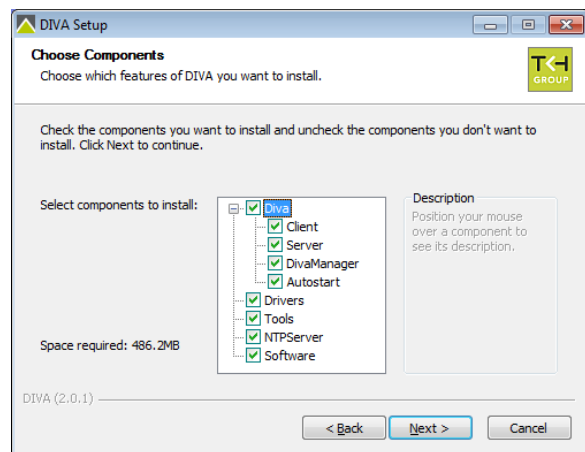 DIVA Setup
Choose Components
Choose which features of DIVA you want to install.
TKH
GROUP
Check the components you want to install and uncheck the components you don't want to
install. Click Next to continue.
Select components to install:
Diva
Client
Server
DivaManager
Autostart
Drivers
Tools
NTPServer
Software
Description
Position your mouse
over a component to
see its description.
Space required: 486.2MB
DIVA (2.0.1)
< Back
Next >
Cancel